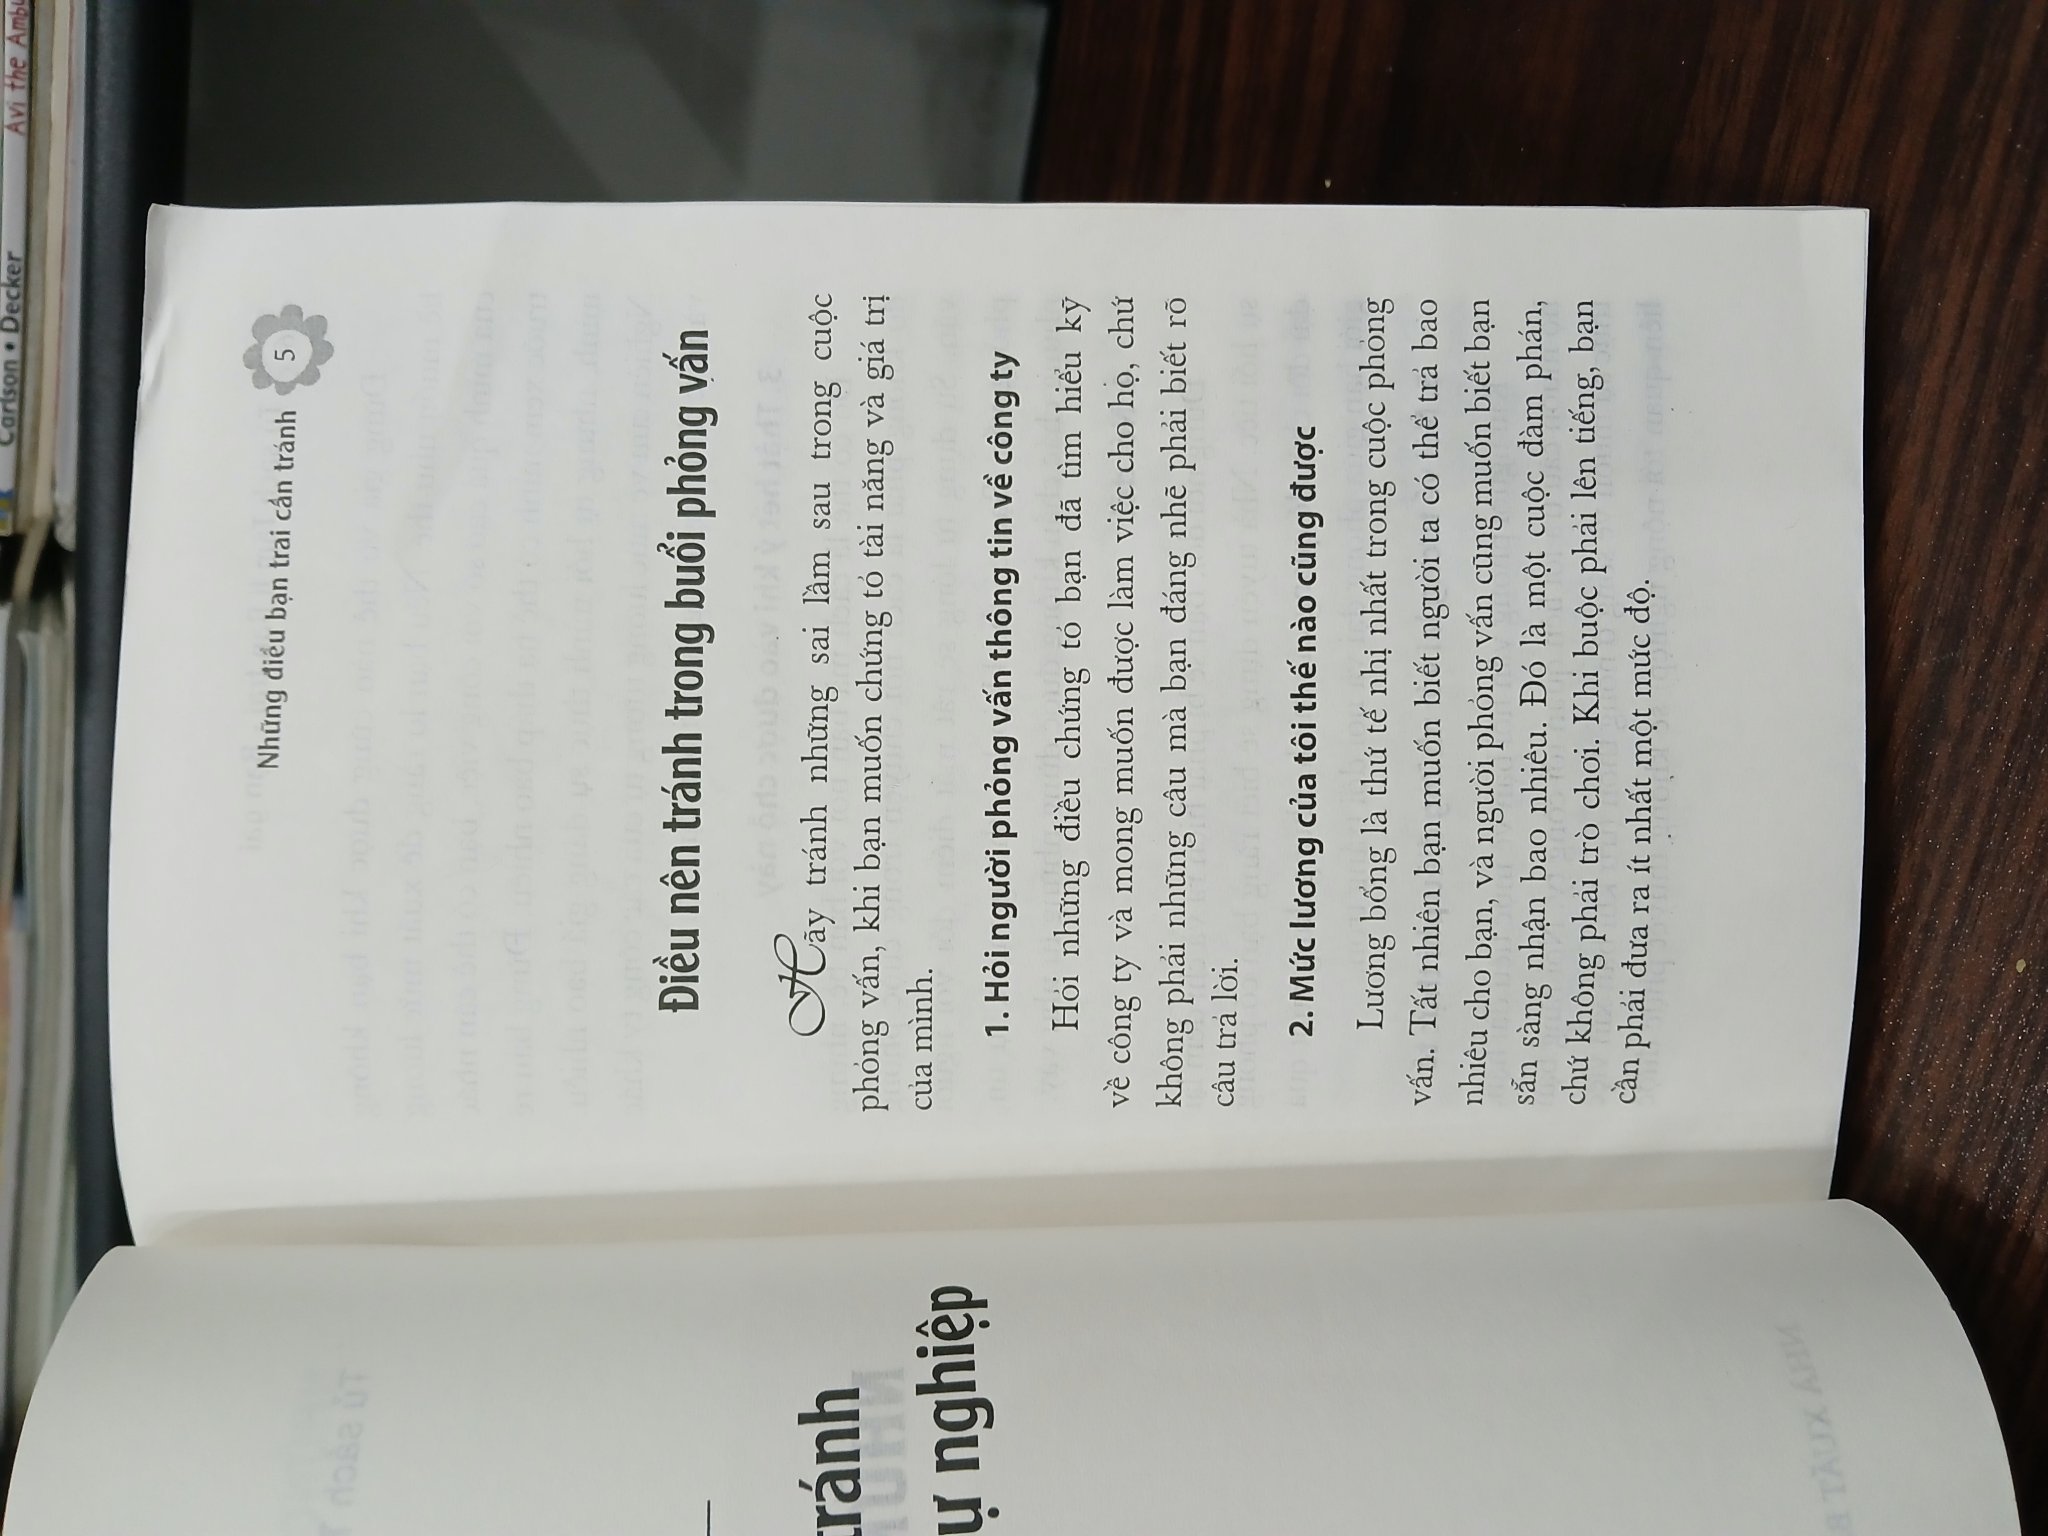 Avi the
Carlson • Decker
tránh
nghiệp
Những điều bạn trai cần tránh
5
Điều nên tránh trong buổi phỏng vấn
Hãy tránh những sai lầm sau trong cuộc
phỏng vấn, khi bạn muốn chứng tỏ tài năng và giá trị
của mình.
1. Hỏi người phỏng vấn thông tin về công ty
Hỏi những điều chứng tỏ bạn đã tìm hiểu kỹ
về công ty và mong muốn được làm việc cho họ, chứ
không phải những câu mà bạn đáng nhẽ phải biết rõ
câu trả lời.
2. Mức lương của tôi thế nào cũng được
Lương bổng là thứ tế nhị nhất trong cuộc phỏng
vấn. Tất nhiên bạn muốn biết người ta có thể trả bao
nhiêu cho bạn, và người phỏng vấn cũng muốn biết bạn
sẵn sàng nhận bao nhiêu. Đó là một cuộc đàm phán,
chứ không phải trò chơi. Khi buộc phải lên tiếng, bạn
cần phải đưa ra ít nhất một mức độ.